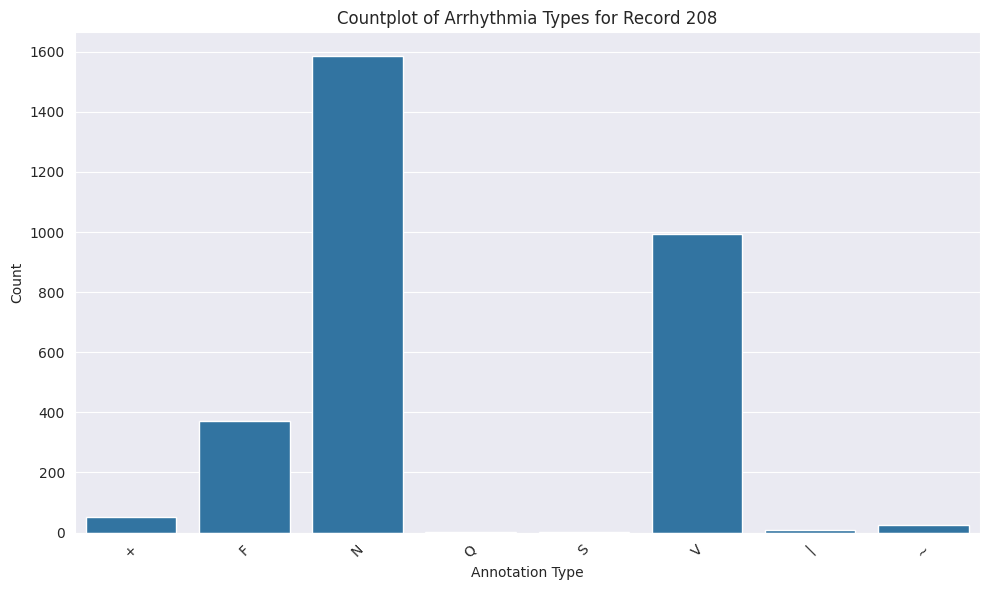 Countplot of Arrhythmia Types for Record 208
1600
1400
1200
1000
800
600
400
200
0
Count
+ F N Q S V | ~
Annotation Type